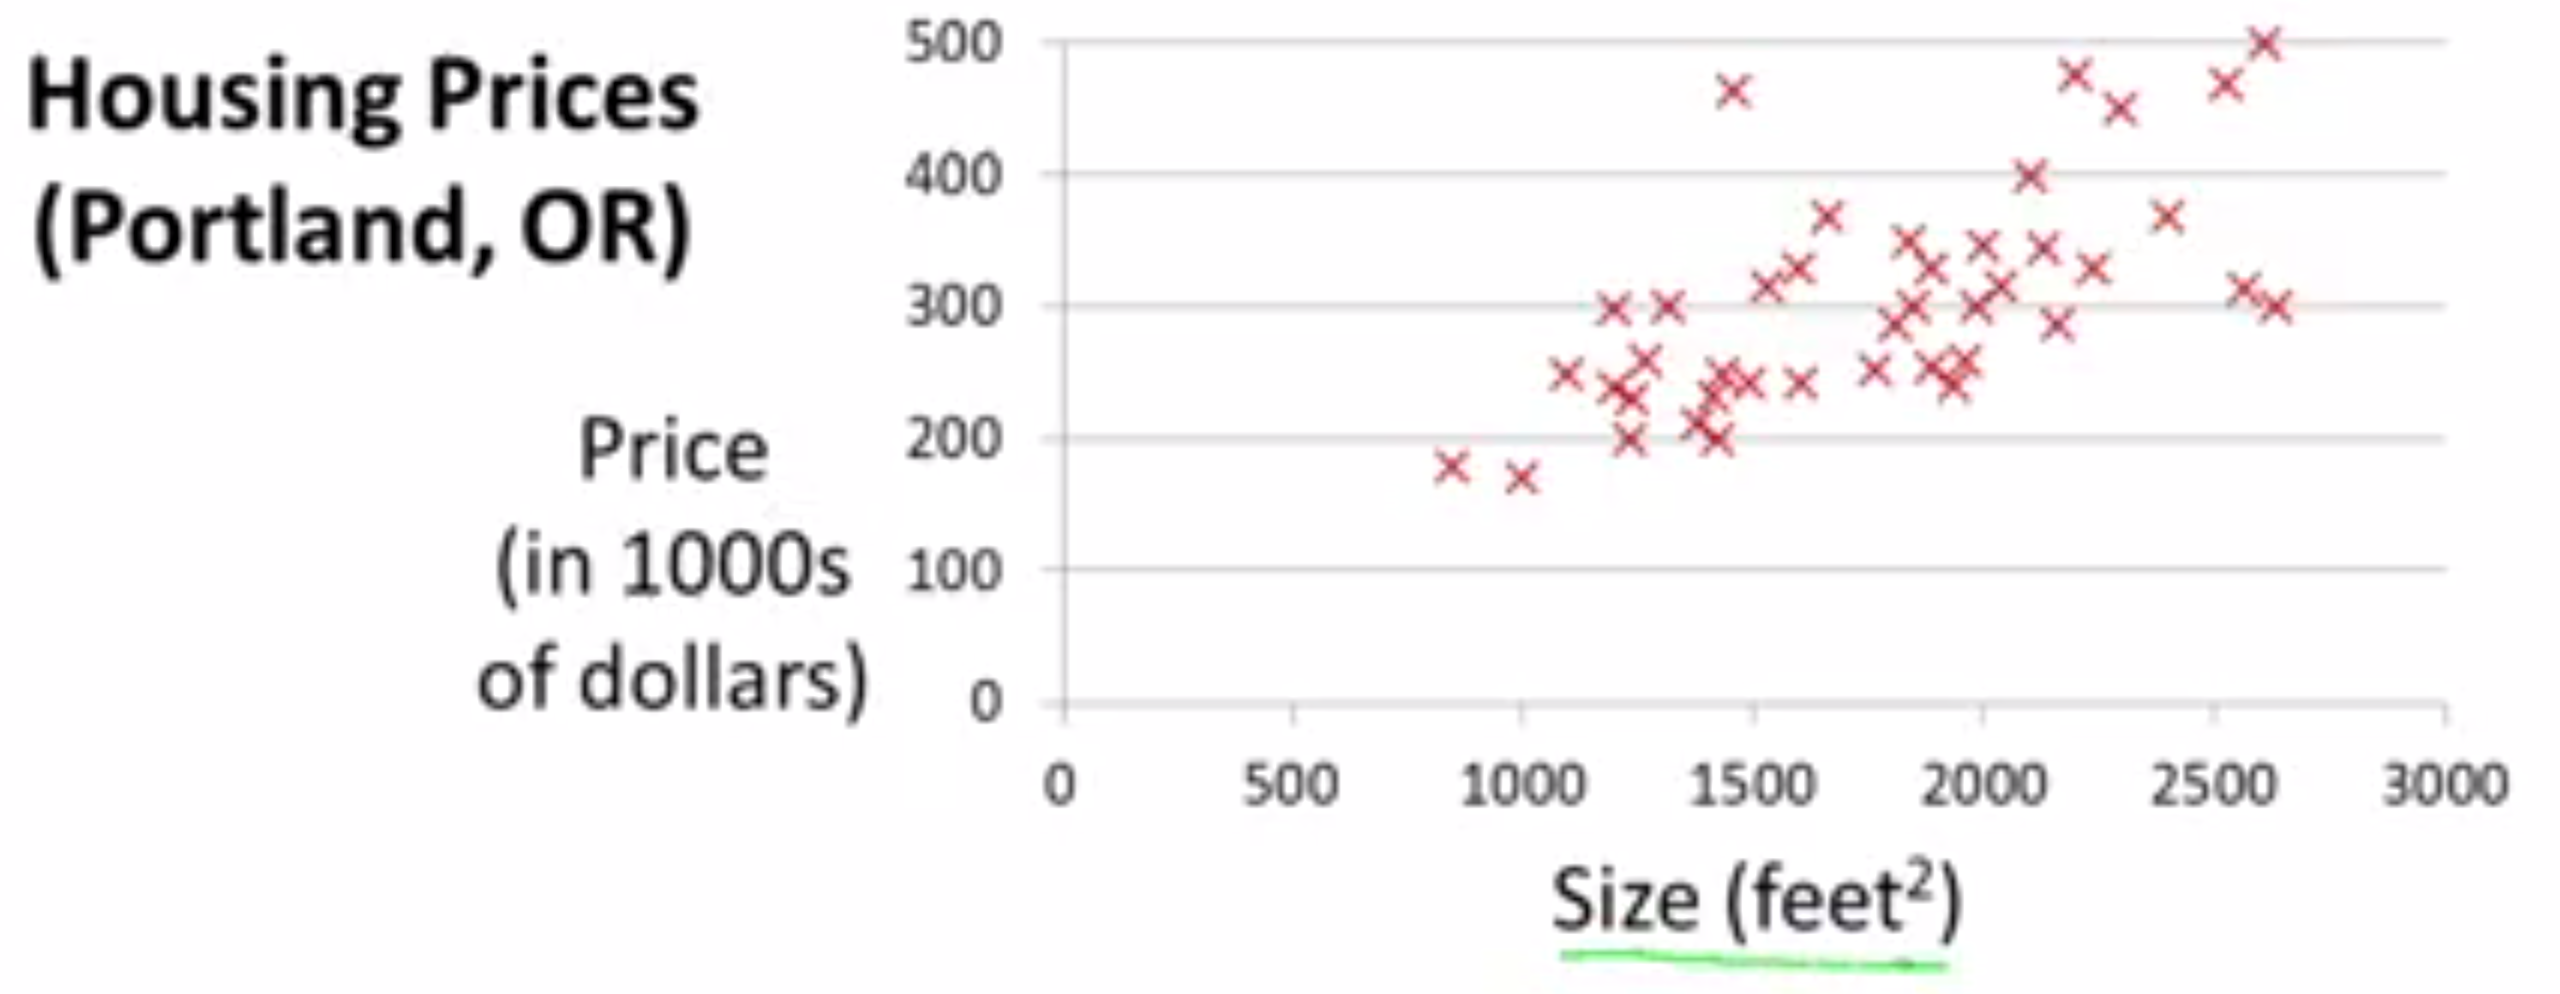 Housing Prices
(Portland, OR)
Price
(in 1000s
of dollars)
500
400
300
200
100
0
0 500 1000 1500 2000 2500 3000
Size (feet²)